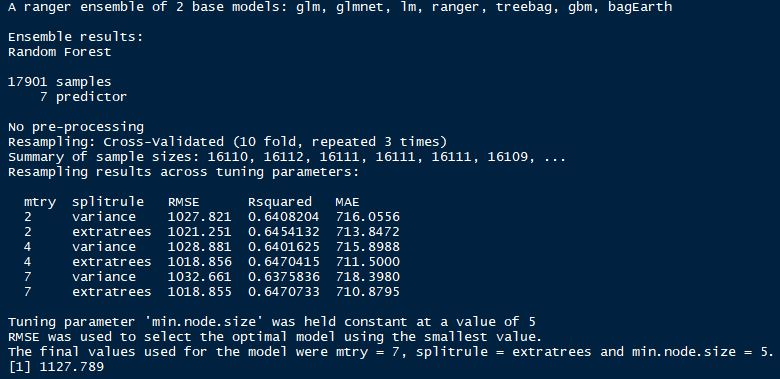 A ranger ensemble of 2 base models: glm, glmnet, lm, ranger, treebag, gbm, bagEarth
Ensemble results:
Random Forest
17901 samples
7 predictor
No pre-processing
Resampling: Cross-Validated (10 fold, repeated 3 times)
Summary of sample sizes: 16110, 16112, 16111, 16111, 16111, 16109, ...
Resampling results across tuning parameters:
mtry splitrule RMSE Rsquared MAE
2 variance 1027.821 0.6408204 716.0556
2 extratrees 1021.251 0.6454132 713.8472
4 variance 1028.881 0.6401625 715.8988
4 extratrees 1018.856 0.6470415 711.5000
7 variance 1032.661 0.6375836 718.3980
7 extratrees 1018.855 0.6470733 710.8795
Tuning parameter 'min.node.size' was held constant at a value of 5
RMSE was used to select the optimal model using the smallest value.
The final values used for the model were mtry = 7, splitrule = extratrees and min.node.size = 5.
[1] 1127.789